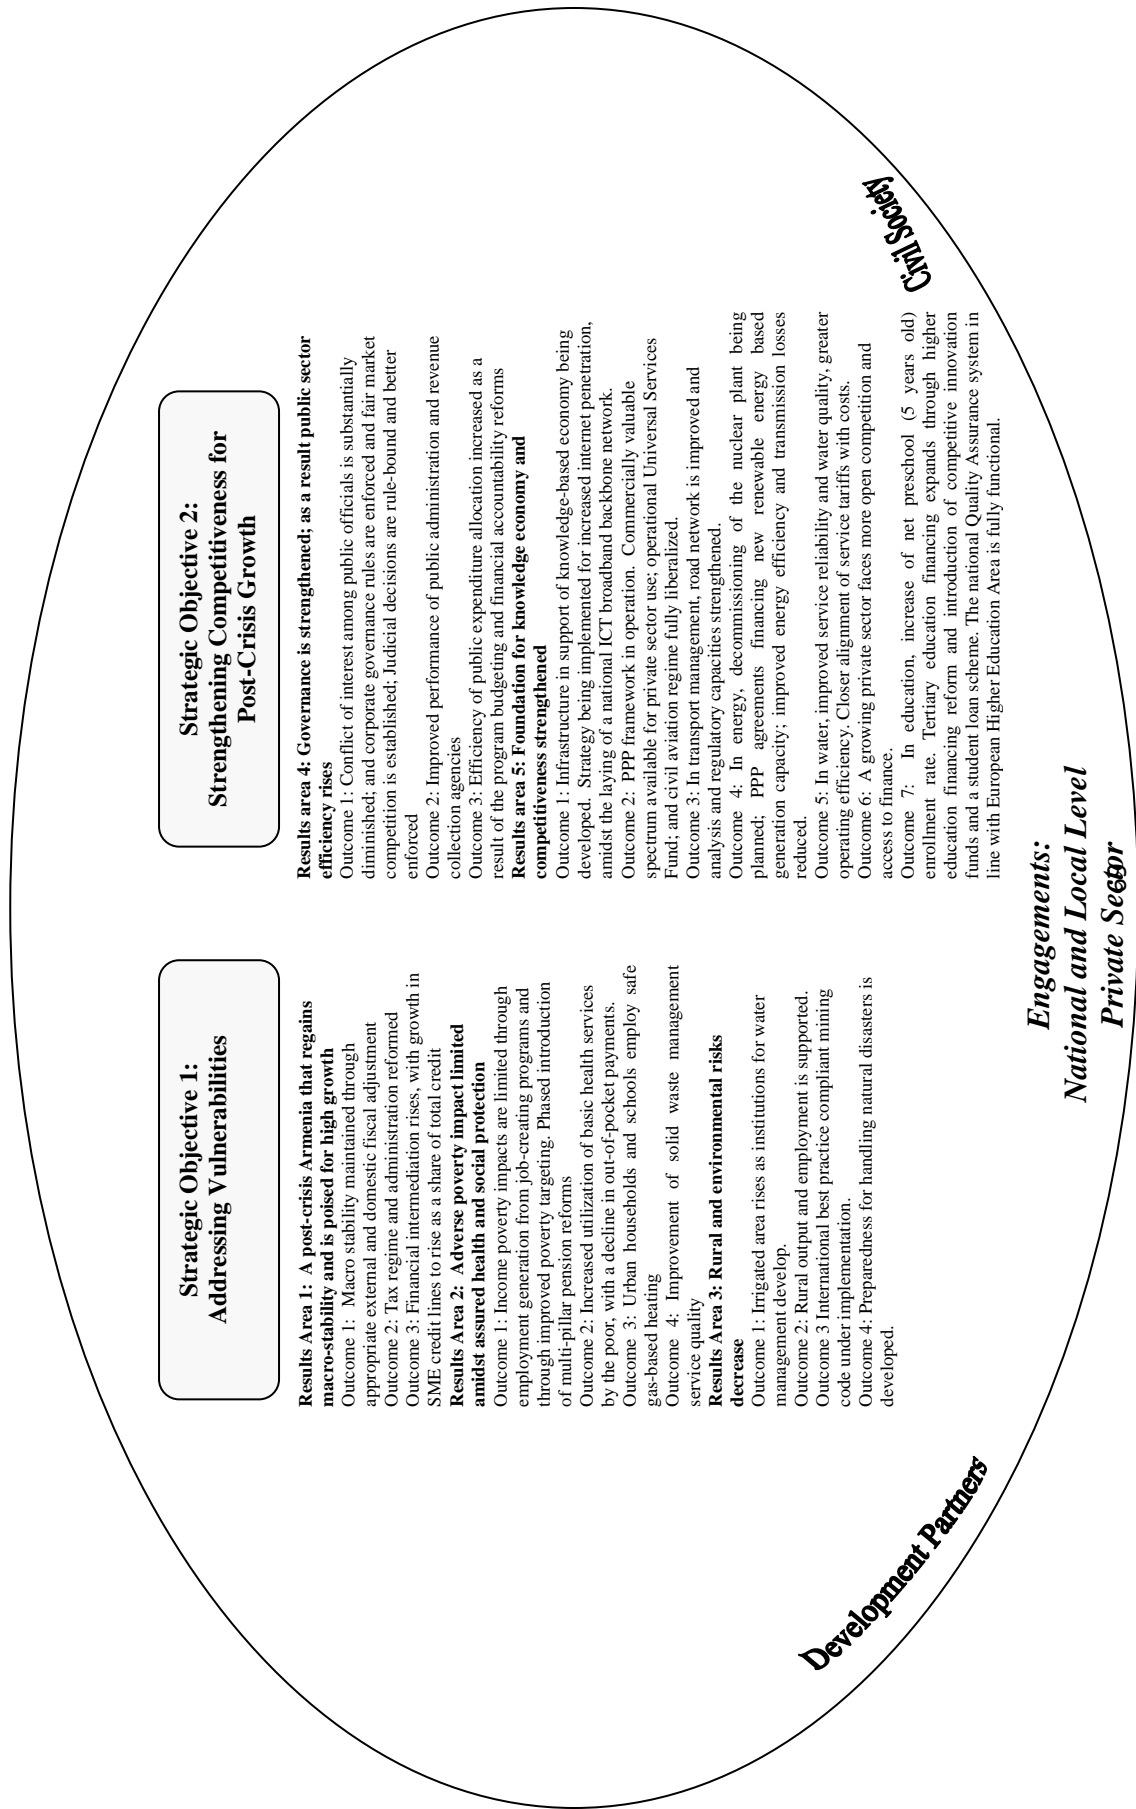 Strategic Objective 1:
Addressing Vulnerabilities
Results Area 1: A post-crisis Armenia that regains
macro-stability and is poised for high growth
Outcome 1: Macro stability maintained through
appropriate external and domestic fiscal adjustment
Outcome 2: Tax regime and administration reformed
Outcome 3: Financial intermediation rises, with growth in
SME credit lines to rise as a share of total credit
Results Area 2: Adverse poverty impact limited
amidst assured health and social protection
Outcome 1: Income poverty impacts are limited through
employment generation from job-creating programs and
through improved poverty targeting. Phased introduction
of multi-pillar pension reforms
Outcome 2: Increased utilization of basic health services
by the poor, with a decline in out-of-pocket payments.
Outcome 3: Urban households and schools employ safe
gas-based heating
Outcome 4: Improvement of solid waste management
service quality
Results Area 3: Rural and environmental risks
decrease
Outcome 1: Irrigated area rises as institutions for water
management develop.
Outcome 2: Rural output and employment is supported.
Outcome 3 International best practice compliant mining
code under implementation.
Outcome 4: Preparedness for handling natural disasters is
developed.
Strategic Objective 2:
Strengthening Competitiveness for
Post-Crisis Growth
Results area 4: Governance is strengthened; as a result public sector
efficiency rises
Outcome 1: Conflict of interest among public officials is substantially
diminished; and corporate governance rules are enforced and fair market
competition is established; Judicial decisions are rule-bound and better
enforced
Outcome 2: Improved performance of public administration and revenue
collection agencies
Outcome 3: Efficiency of public expenditure allocation increased as a
result of the program budgeting and financial accountability reforms
Results area 5: Foundation for knowledge economy and
competitiveness strengthened
Outcome 1: Infrastructure in support of knowledge-based economy being
developed. Strategy being implemented for increased internet penetration,
amidst the laying of a national ICT broadband backbone network.
Outcome 2: PPP framework in operation. Commercially valuable
spectrum available for private sector use; operational Universal Services
Fund; and civil aviation regime fully liberalized.
Outcome 3: In transport management, road network is improved and
analysis and regulatory capacities strengthened.
Outcome 4: In energy, decommissioning of the nuclear plant being
planned; PPP agreements financing new renewable energy based
generation capacity; improved energy efficiency and transmission losses
reduced.
Outcome 5: In water, improved service reliability and water quality, greater
operating efficiency. Closer alignment of service tariffs with costs.
Outcome 6: A growing private sector faces more open competition and
access to finance.
Outcome 7: In education, increase of net preschool (5 years old)
enrollment rate. Tertiary education financing expands through higher
education financing reform and introduction of competitive innovation
funds and a student loan scheme. The national Quality Assurance system in
line with European Higher Education Area is fully functional.
Development Partners
Civil Society
Engagements:
National and Local Level
Private Sector